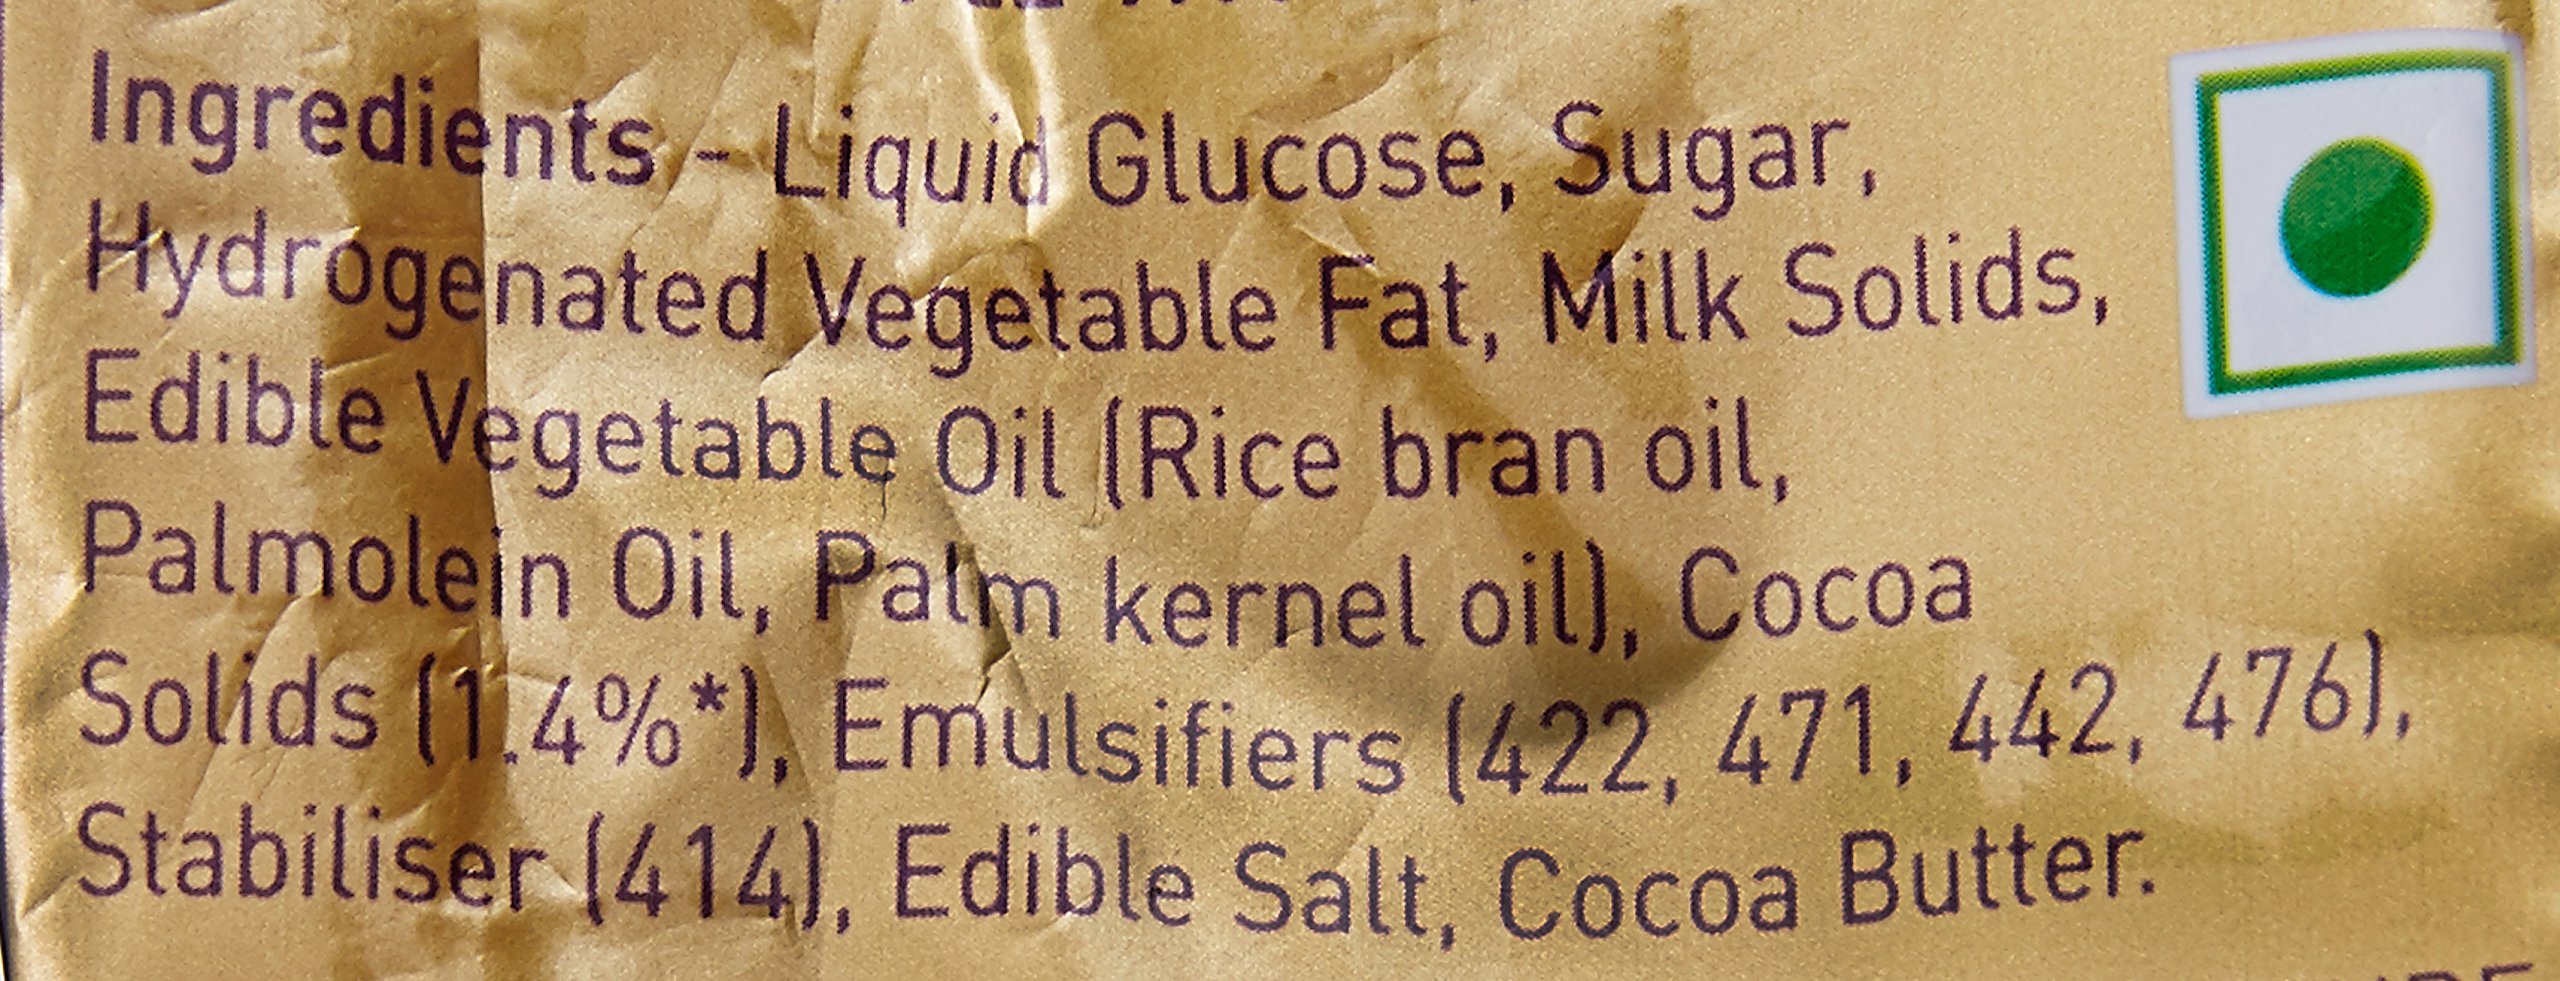 Ingredients - Liquid Glucose, Sugar,
Hydrogenated Vegetable Fat, Milk Solids,
Edible Vegetable Oil (Rice bran oil,
Palmolein Oil, Palm kernel oil), Cocoa
Solids (1.4%*), Emulsifiers (422, 471, 442, 476),
Stabiliser (414), Edible Salt, Cocoa Butter.